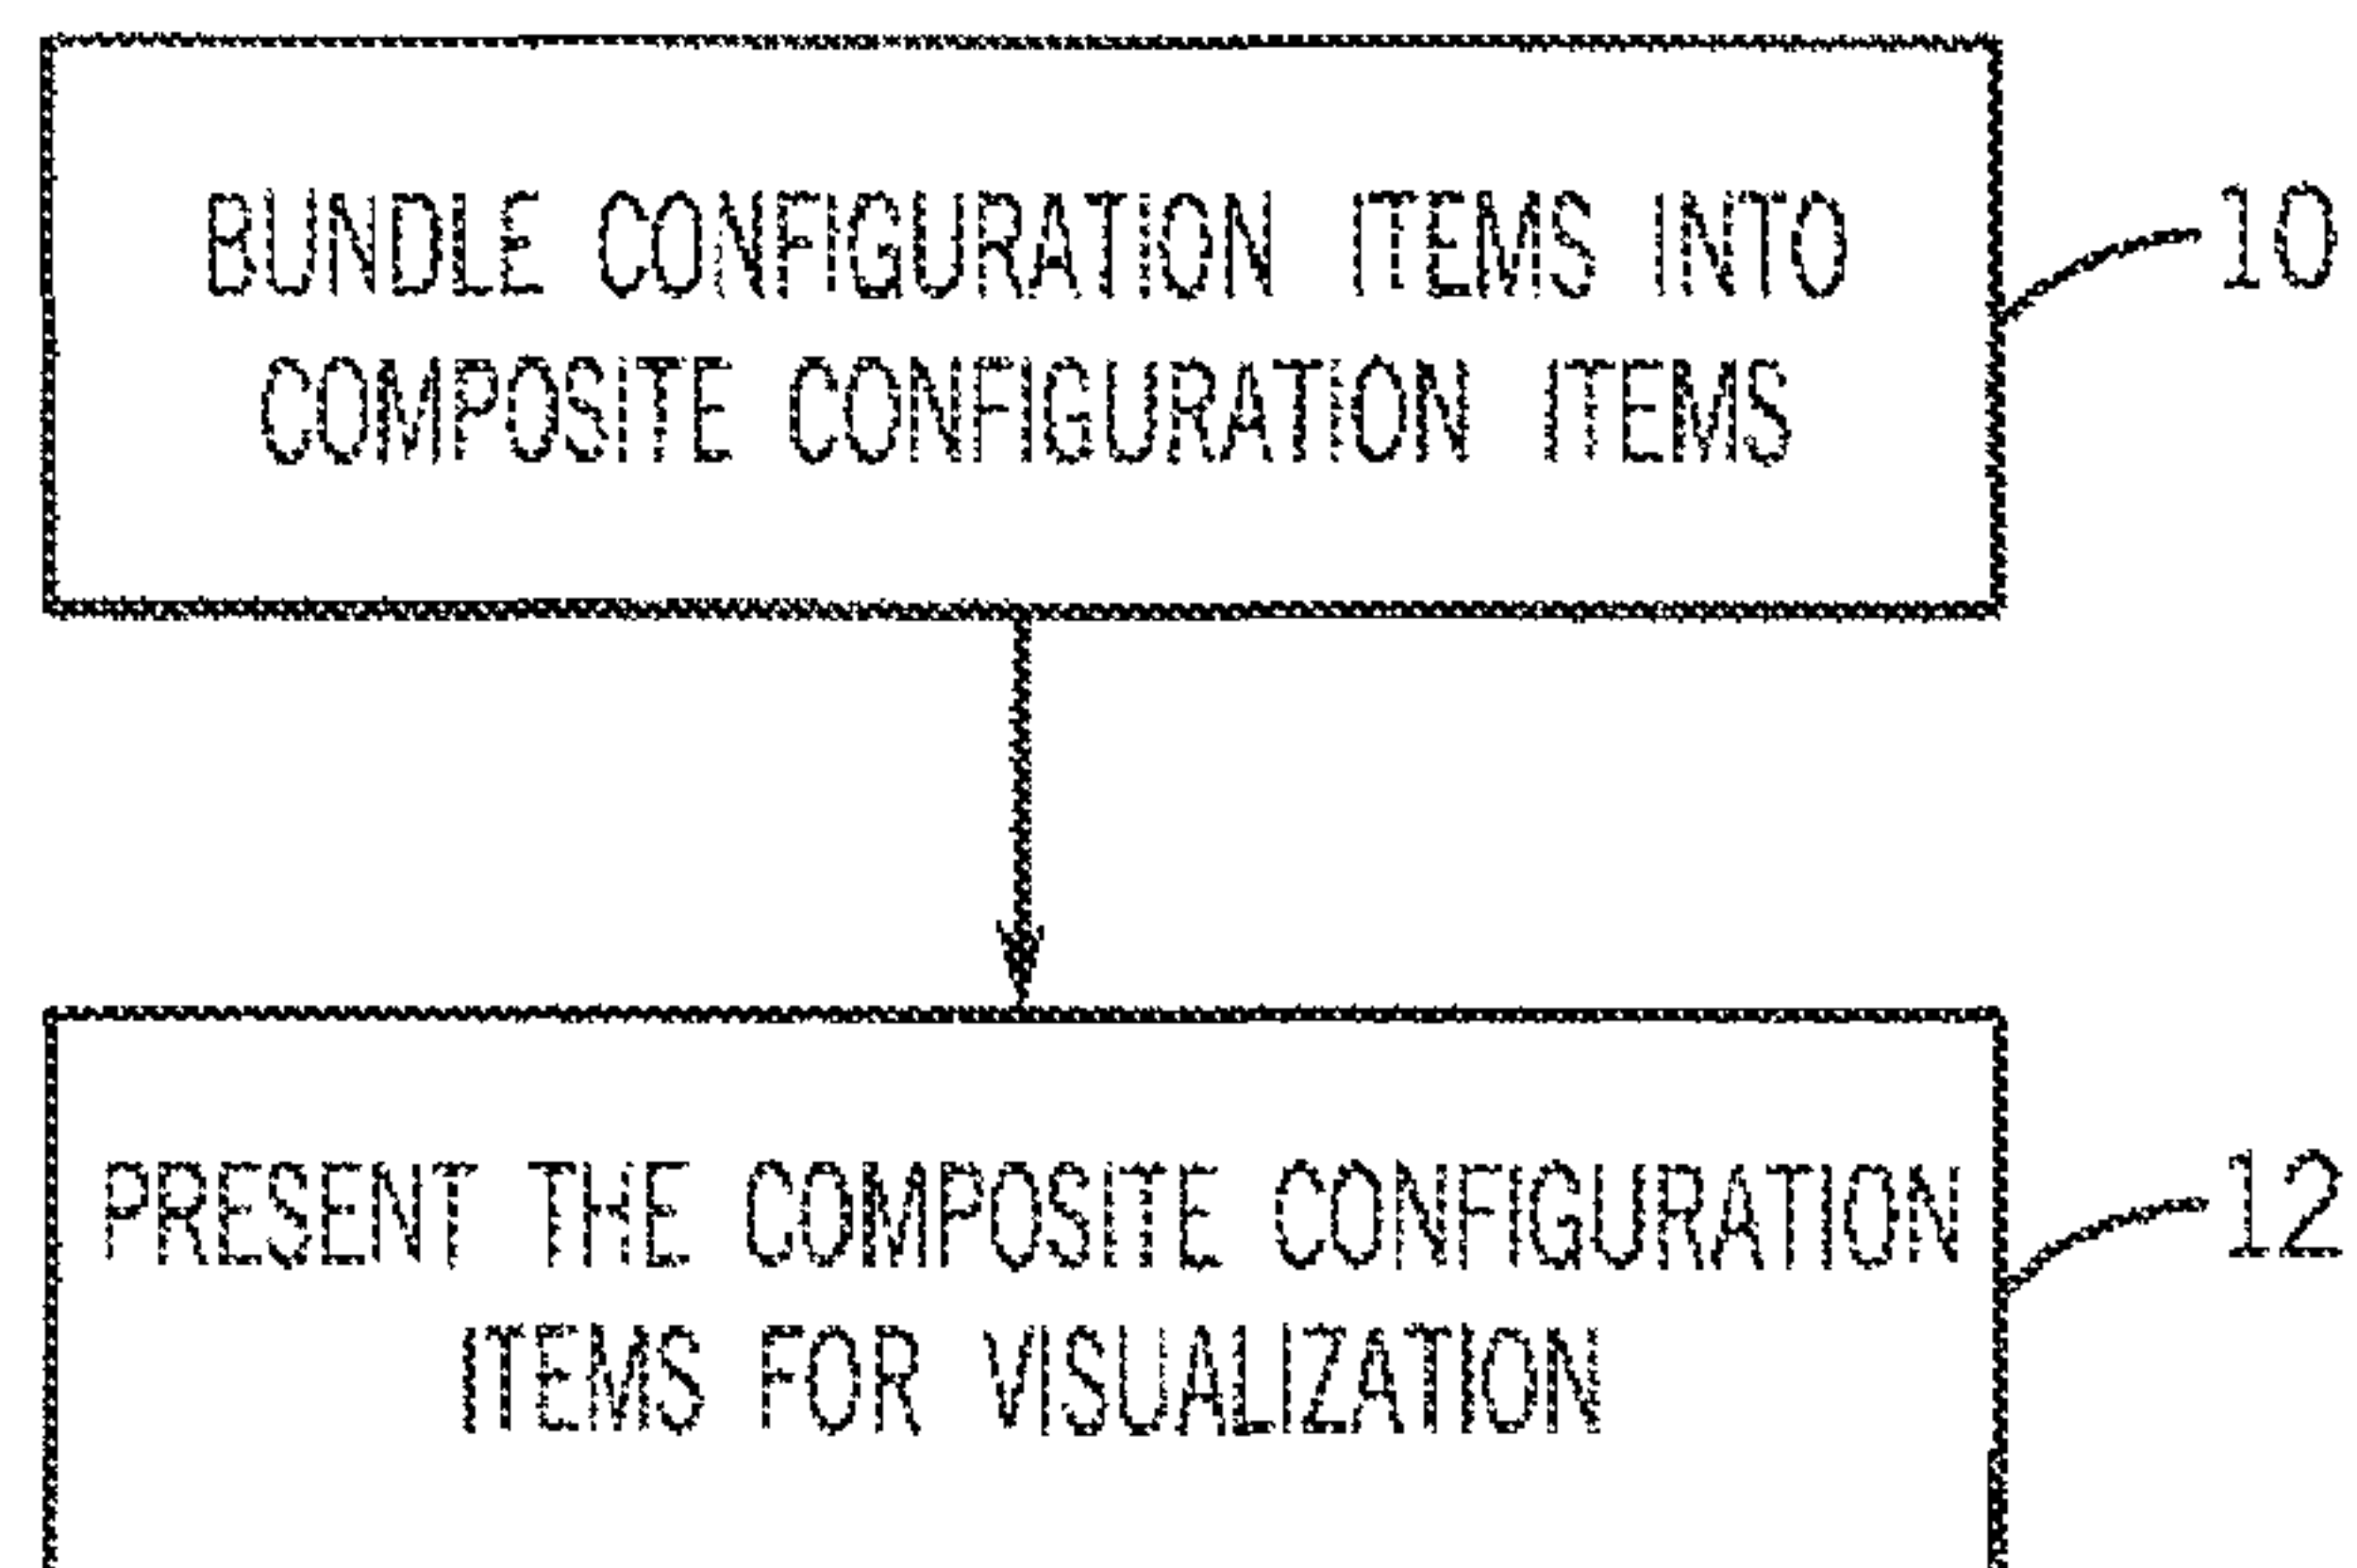 BUNDLE CONFIGURATION ITEMS INTO
COMPOSITE CONFIGURATION ITEMS
10
PRESENT THE COMPOSITE CONFIGURATION
ITEMS FOR VISUALIZATION
12